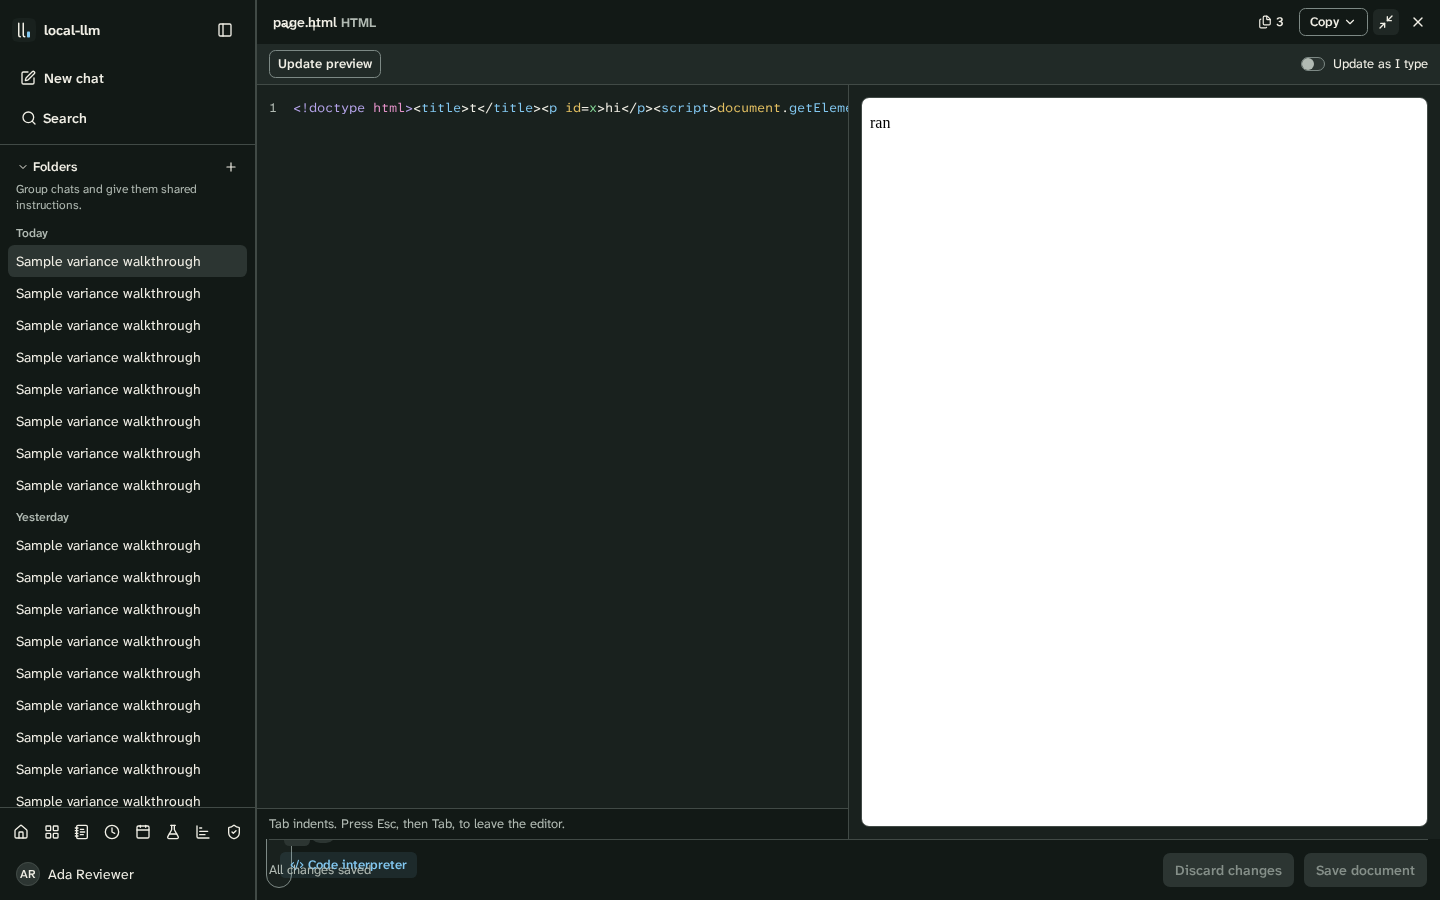 local-llm
New chat
Search
Folders
Group chats and give them shared
instructions.
Today
Sample variance walkthrough
Sample variance walkthrough
Sample variance walkthrough
Sample variance walkthrough
Sample variance walkthrough
Sample variance walkthrough
Sample variance walkthrough
Sample variance walkthrough
Yesterday
Sample variance walkthrough
Sample variance walkthrough
Sample variance walkthrough
Sample variance walkthrough
Sample variance walkthrough
Sample variance walkthrough
Sample variance walkthrough
Sample variance walkthrough
Sample variance walkthrough
AR Ada Reviewer
page.html HTML
3 Copy
Update preview
Update as I type
1 <!doctype html><title>t</title><p id=x>hi</p><script>document.getEleme
ran
Tab indents. Press Esc, then Tab, to leave the editor.
Code interpreter
All changes saved
Discard changes Save document